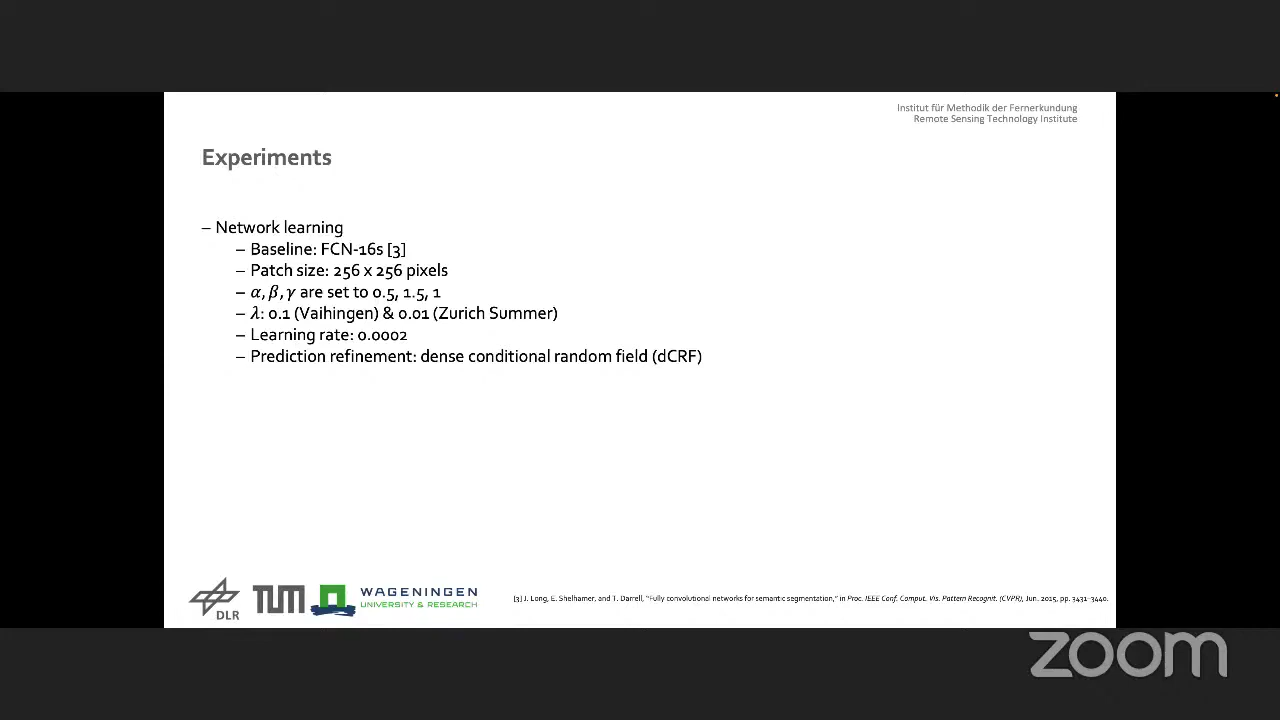 Institut für Methodik der Fernerkundung
Remote Sensing Technology Institute
Experiments
– Network learning
– Baseline: FCN-16s [3]
– Patch size: 256 x 256 pixels
– α, β, γ are set to 0.5, 1.5, 1
– λ: 0.1 (Vaihingen) & 0.01 (Zurich Summer)
– Learning rate: 0.0002
– Prediction refinement: dense conditional random field (dCRF)
DLR
TUM
WAGENINGEN
UNIVERSITY & RESEARCH
[3] J. Long, E. Shelhamer, and T. Darrell, "Fully convolutional networks for semantic segmentation," in Proc. IEEE Conf. Comput. Vis. Pattern Recognit. (CVPR), Jun. 2015, pp. 3431–3440.
zoom